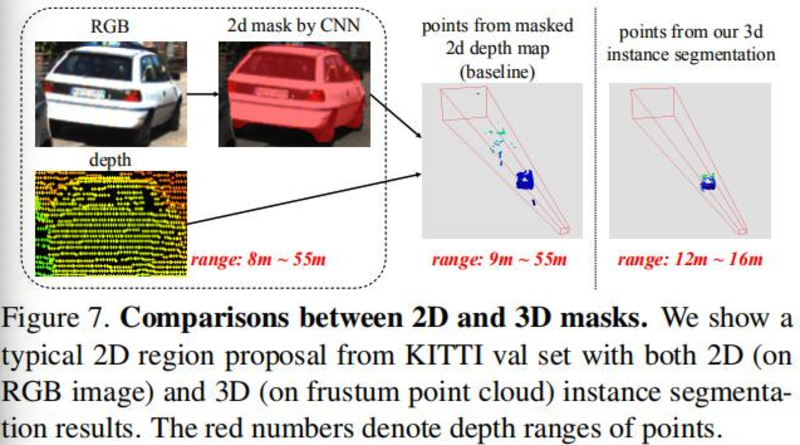 RGB
2d mask by CNN
points from masked
2d depth map
(baseline)
points from our 3d
instance segmentation
depth
range: 8m ~ 55m
range: 9m ~ 55m
range: 12m ~ 16m
Figure 7. Comparisons between 2D and 3D masks. We show a
typical 2D region proposal from KITTI val set with both 2D (on
RGB image) and 3D (on frustum point cloud) instance segmenta-
tion results. The red numbers denote depth ranges of points.